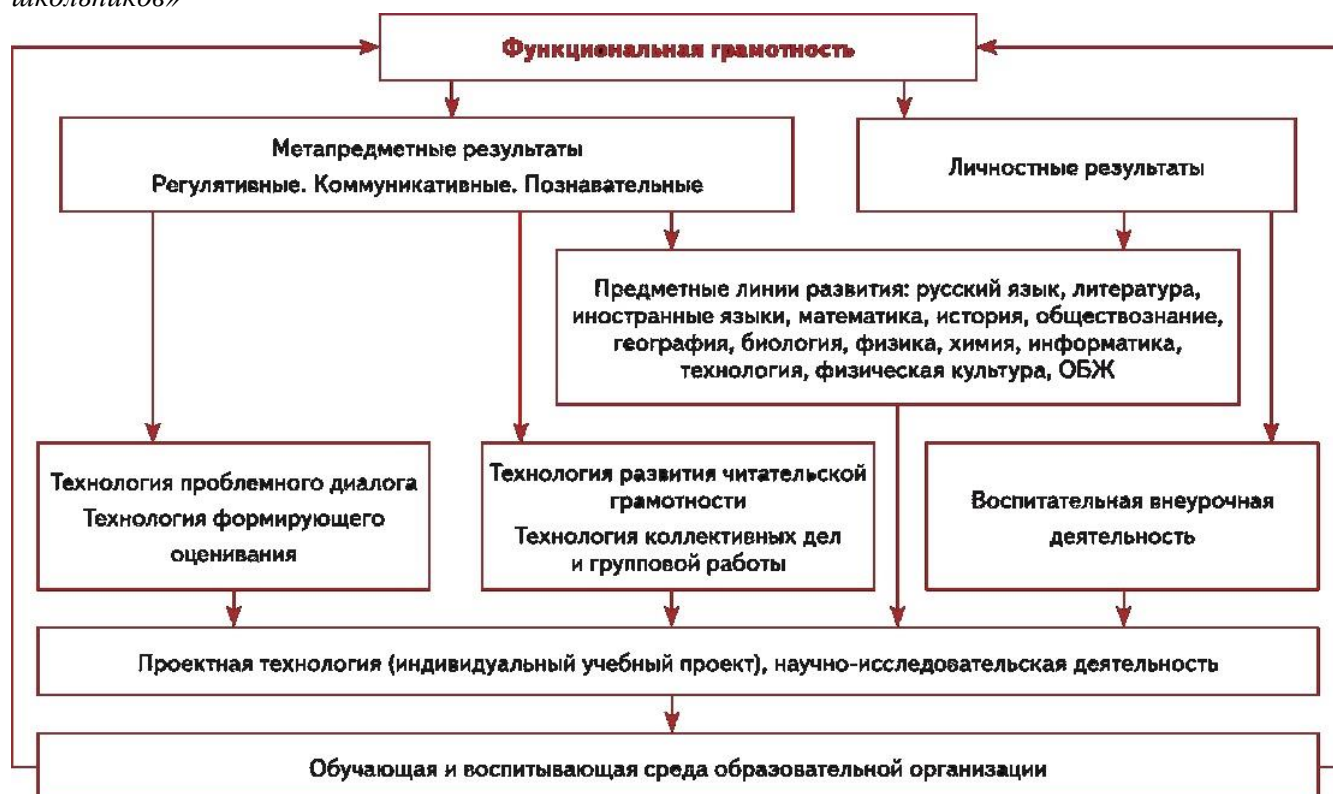 школьников»
Функциональная грамотность
Метапредметные результаты
Регулятивные. Коммуникативные. Познавательные
Личностные результаты
Предметные линии развития: русский язык, литература,
иностранные языки, математика, история, обществознание,
география, биология, физика, химия, информатика,
технология, физическая культура, ОБЖ
Технология проблемного диалога
Технология формирующего
оценивания
Технология развития читательской
грамотности
Технология коллективных дел
и групповой работы
Воспитательная внеурочная
деятельность
Проектная технология (индивидуальный учебный проект), научно-исследовательская деятельность
Обучающая и воспитывающая среда образовательной организации